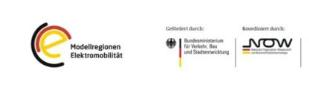 Modellregionen
Elektromobilität
Gefördert durch:
Bundesministerium
für Verkehr, Bau
und Stadtentwicklung
Koordiniert durch:
NOW